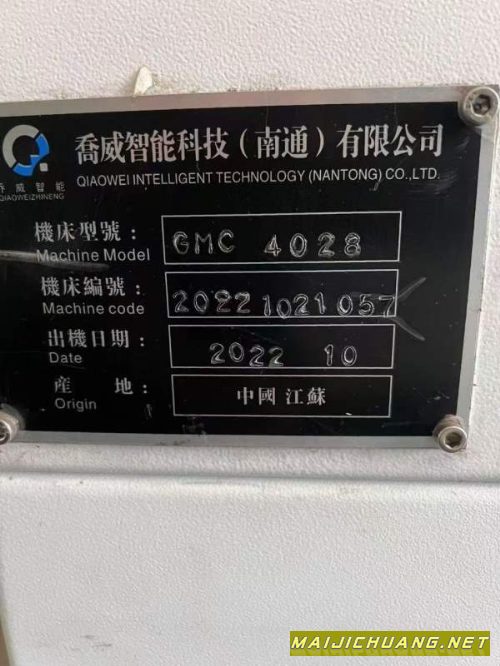 喬威智能科技（南通）有限公司
QIAOWEI INTELLIGENT TECHNOLOGY (NANTONG) CO.,LTD.
喬威智能
QIAOWEIZHINENG
機床型號：
GMC 4028
Machine Model
機床編號：
20221021057
Machine code
出機日期：
2022 10
Date
産 地：
中國 江蘇
Origin
MAIJICHUANG.NET